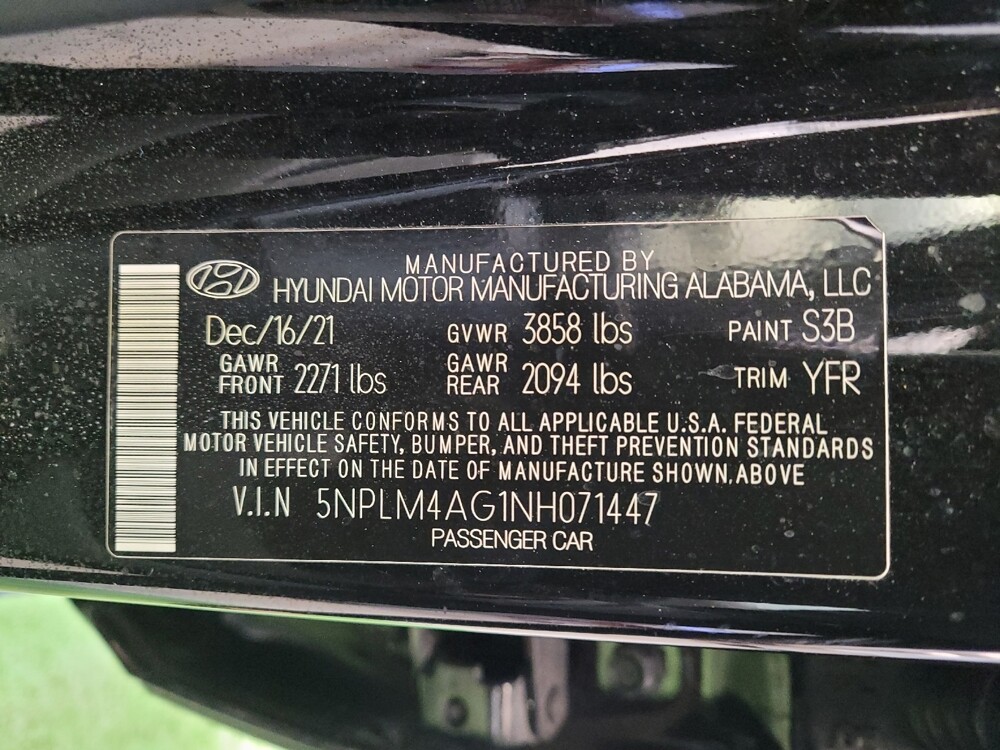 MANUFACTURED BY
HYUNDAI MOTOR MANUFACTURING ALABAMA, LLC
Dec/16/21 GVWR 3858 lbs PAINT S3B
GAWR FRONT 2271 lbs GAWR REAR 2094 lbs TRIM YFR
THIS VEHICLE CONFORMS TO ALL APPLICABLE U.S.A. FEDERAL
MOTOR VEHICLE SAFETY, BUMPER, AND THEFT PREVENTION STANDARDS
IN EFFECT ON THE DATE OF MANUFACTURE SHOWN ABOVE
V.I.N 5NPLM4AG1NH071447
PASSENGER CAR